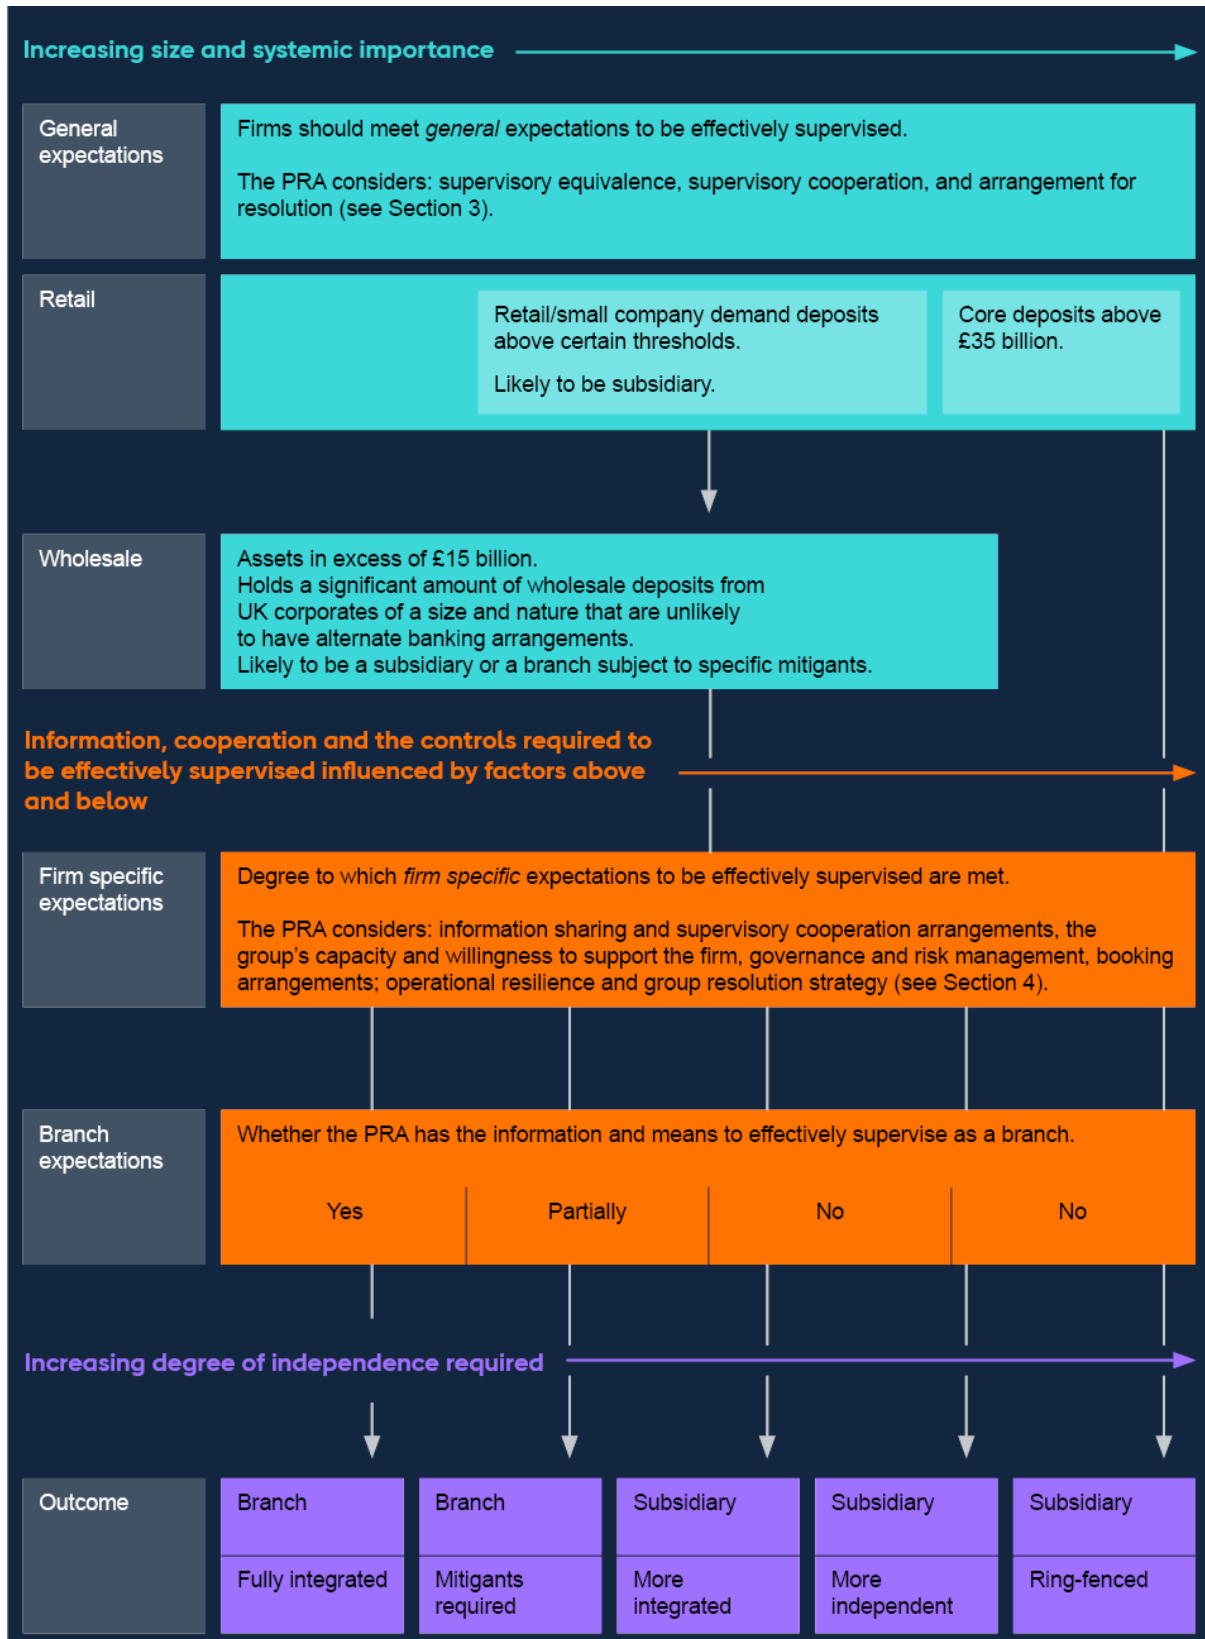 Increasing size and systemic importance
General
expectations
Firms should meet general expectations to be effectively supervised.
The PRA considers: supervisory equivalence, supervisory cooperation, and arrangement for
resolution (see Section 3).
Retail
Retail/small company demand deposits
above certain thresholds.
Likely to be subsidiary.
Core deposits above
£35 billion.
Wholesale
Assets in excess of £15 billion.
Holds a significant amount of wholesale deposits from
UK corporates of a size and nature that are unlikely
to have alternate banking arrangements.
Likely to be a subsidiary or a branch subject to specific mitigants.
Information, cooperation and the controls required to
be effectively supervised influenced by factors above
and below
Firm specific
expectations
Degree to which firm specific expectations to be effectively supervised are met.
The PRA considers: information sharing and supervisory cooperation arrangements, the
group's capacity and willingness to support the firm, governance and risk management, booking
arrangements; operational resilience and group resolution strategy (see Section 4).
Branch
expectations
Whether the PRA has the information and means to effectively supervise as a branch.
Yes
Partially
No
No
Increasing degree of independence required
Outcome
Branch
Fully integrated
Branch
Mitigants
required
Subsidiary
More
integrated
Subsidiary
More
independent
Subsidiary
Ring-fenced